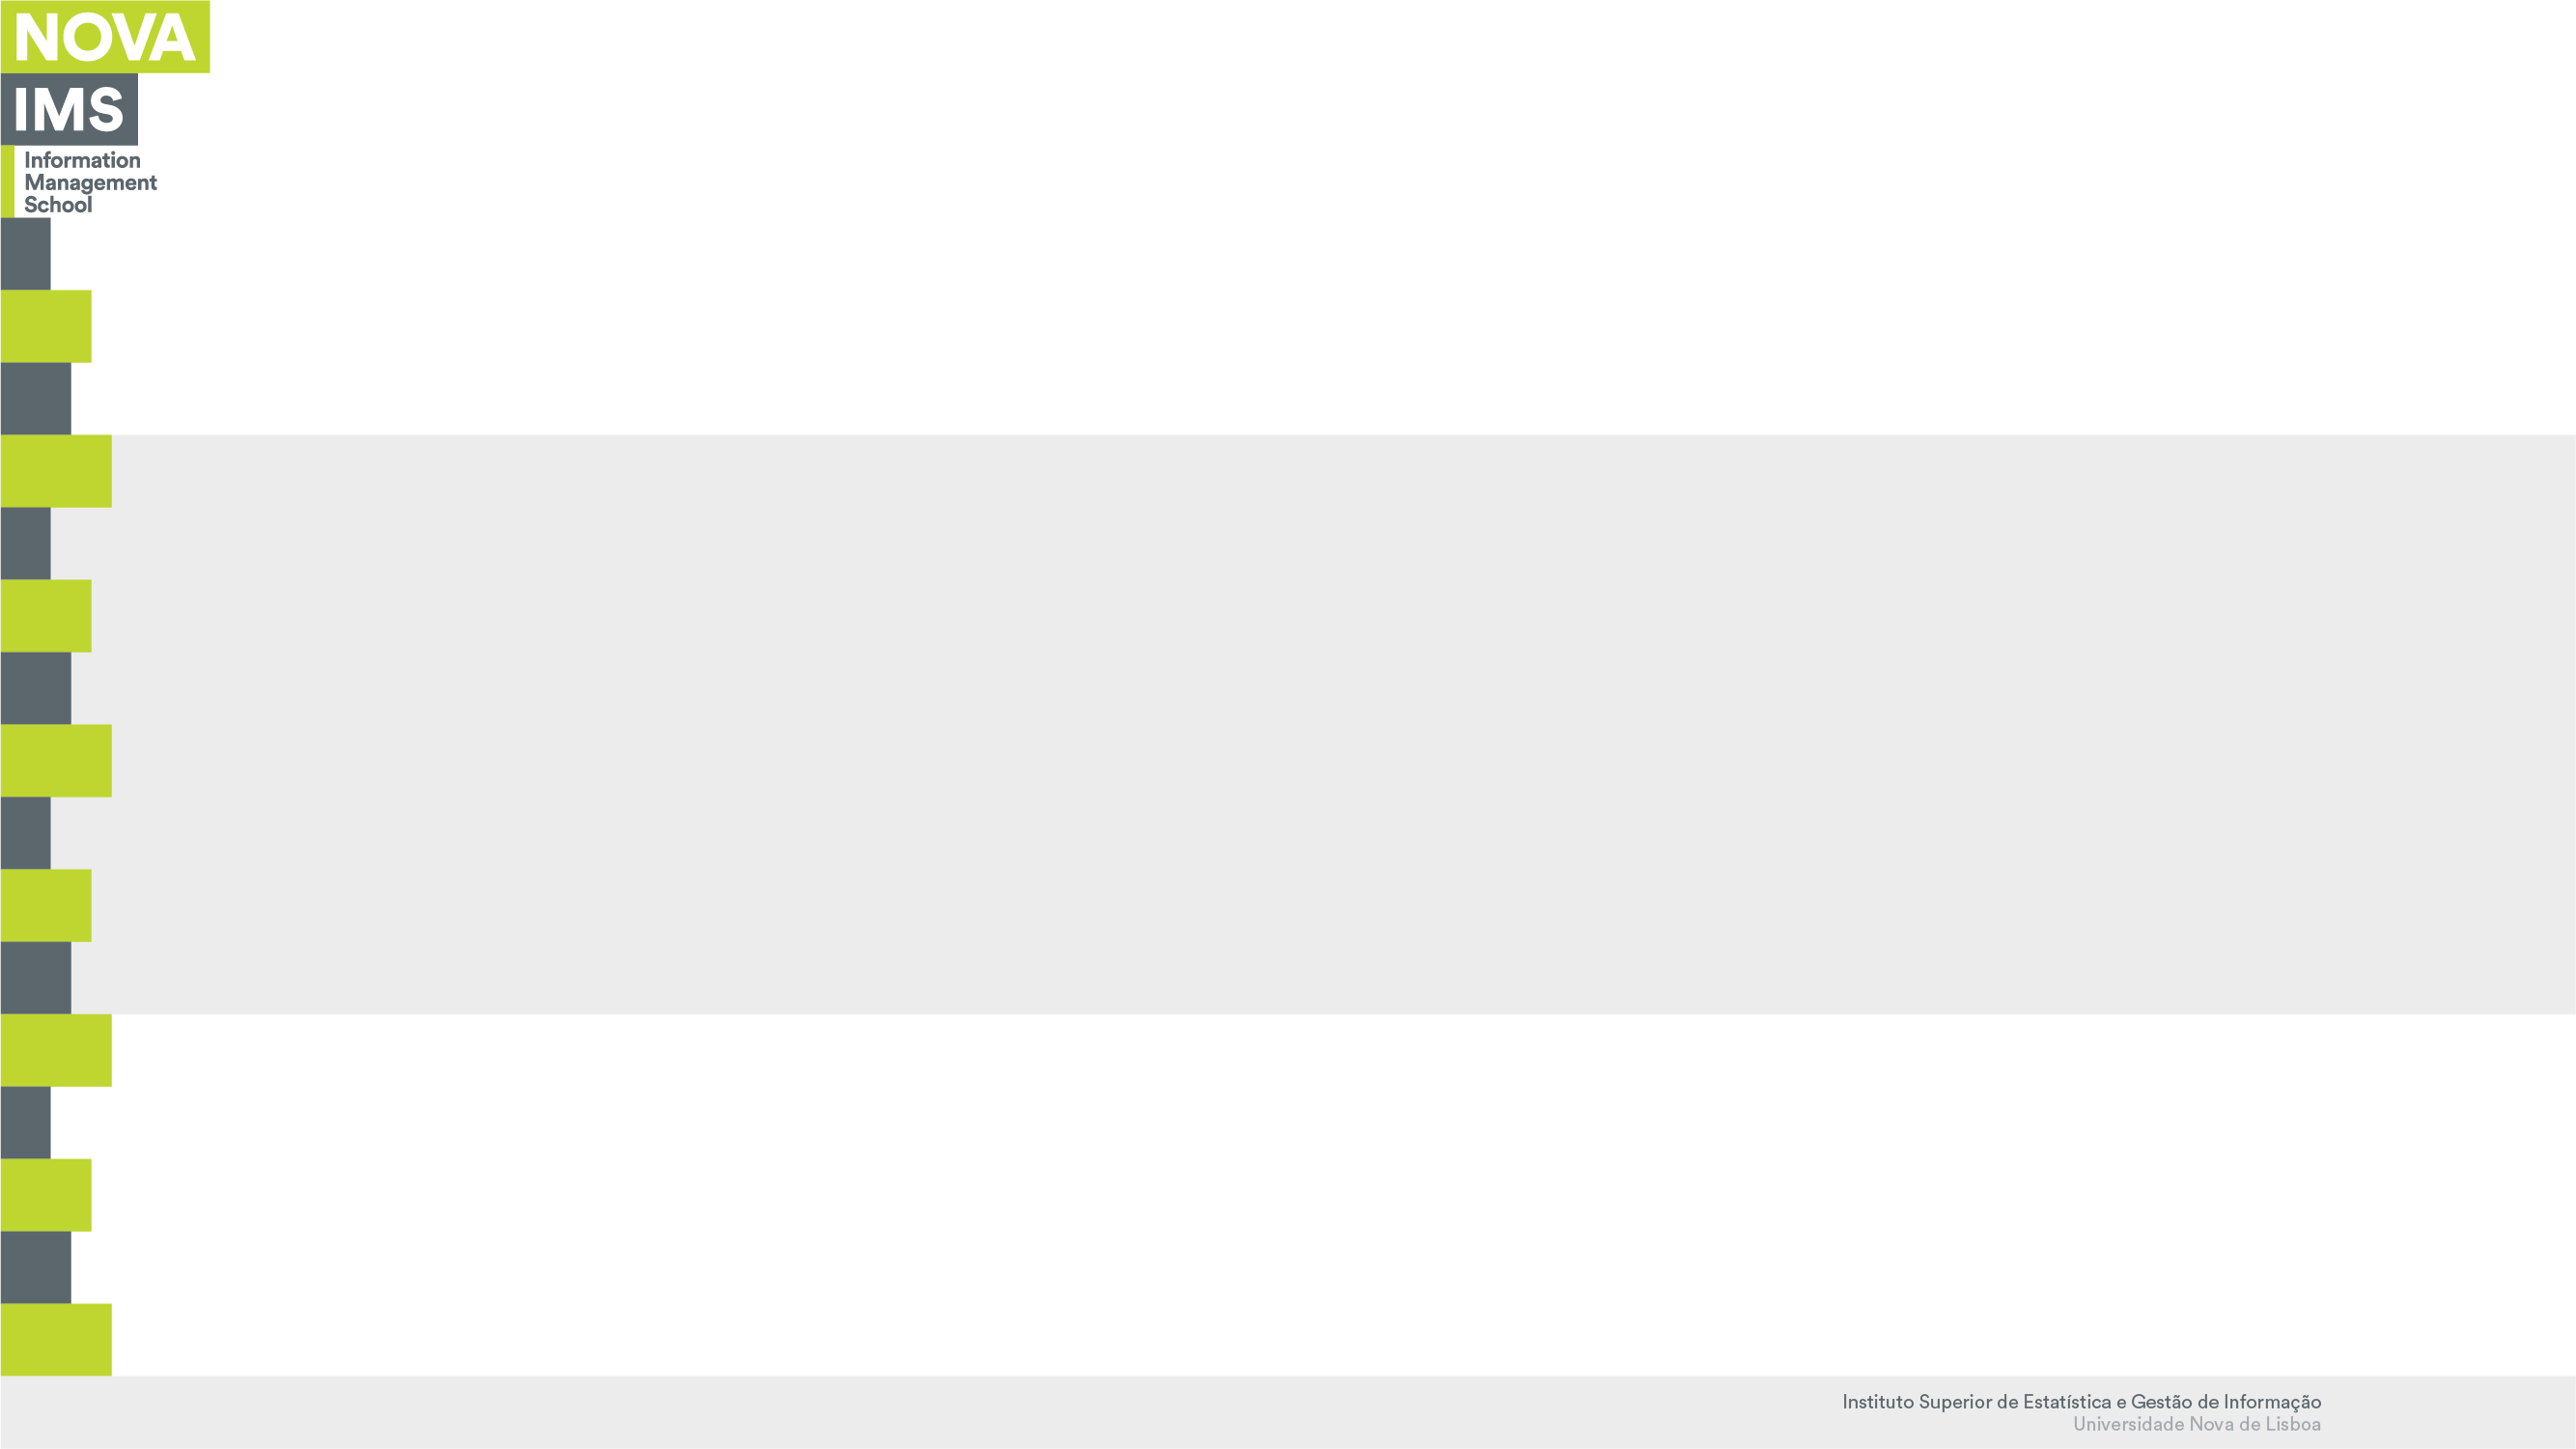 NOVA
IMS
Information
Management
School
Instituto Superior de Estatística e Gestão de Informação
Universidade Nova de Lisboa